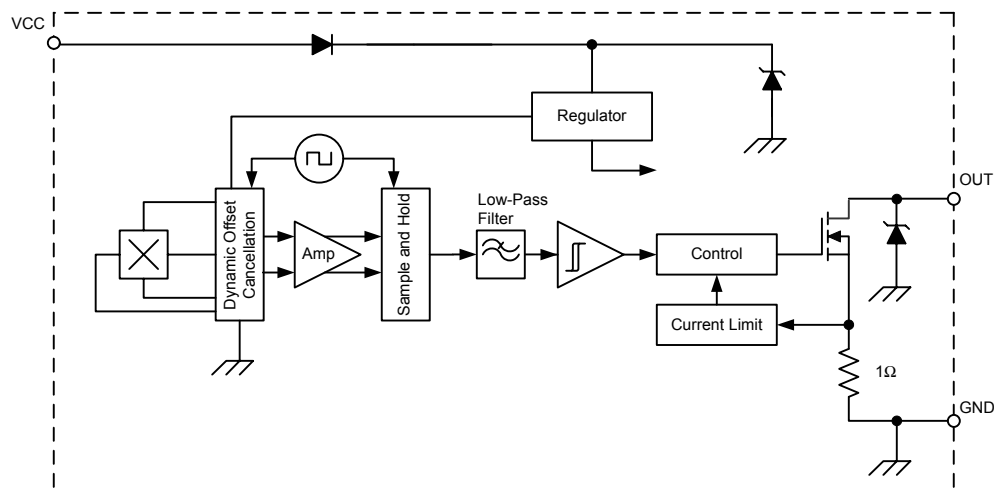 VCC
Regulator
OUT
Low-Pass
Filter
Dynamic Offset
Cancellation
Amp
Sample and Hold
Control
Current Limit
1Ω
GND